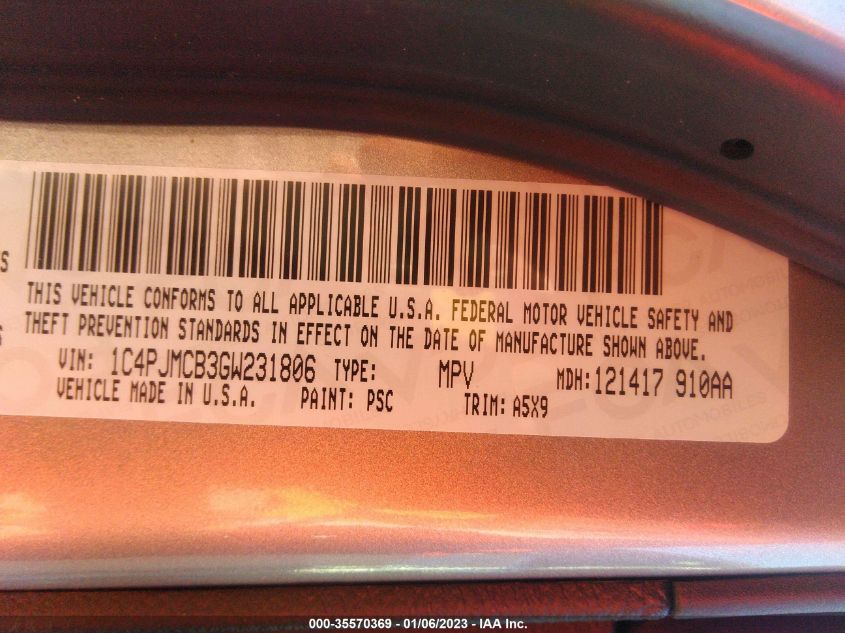 S
THIS VEHICLE CONFORMS TO ALL APPLICABLE U.S.A. FEDERAL MOTOR VEHICLE SAFETY AND
S
THEFT PREVENTION STANDARDS IN EFFECT ON THE DATE OF MANUFACTURE SHOWN ABOVE.
VIN: 1C4PJMCB3GW231806 TYPE: MPV MDH:121417 910AA
VEHICLE MADE IN U.S.A. PAINT: PSC TRIM: A5X9
000-35570369 - 01/06/2023 - IAA Inc.